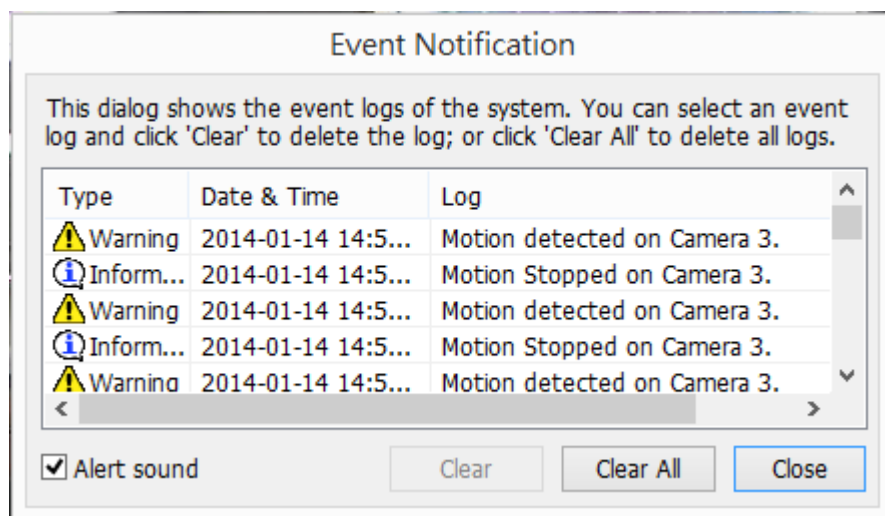 Event Notification
This dialog shows the event logs of the system. You can select an event
log and click 'Clear' to delete the log; or click 'Clear All' to delete all logs.
Type Date & Time Log
Warning 2014-01-14 14:5... Motion detected on Camera 3.
Inform... 2014-01-14 14:5... Motion Stopped on Camera 3.
Warning 2014-01-14 14:5... Motion detected on Camera 3.
Inform... 2014-01-14 14:5... Motion Stopped on Camera 3.
Warning 2014-01-14 14:5... Motion detected on Camera 3.
Alert sound Clear Clear All Close